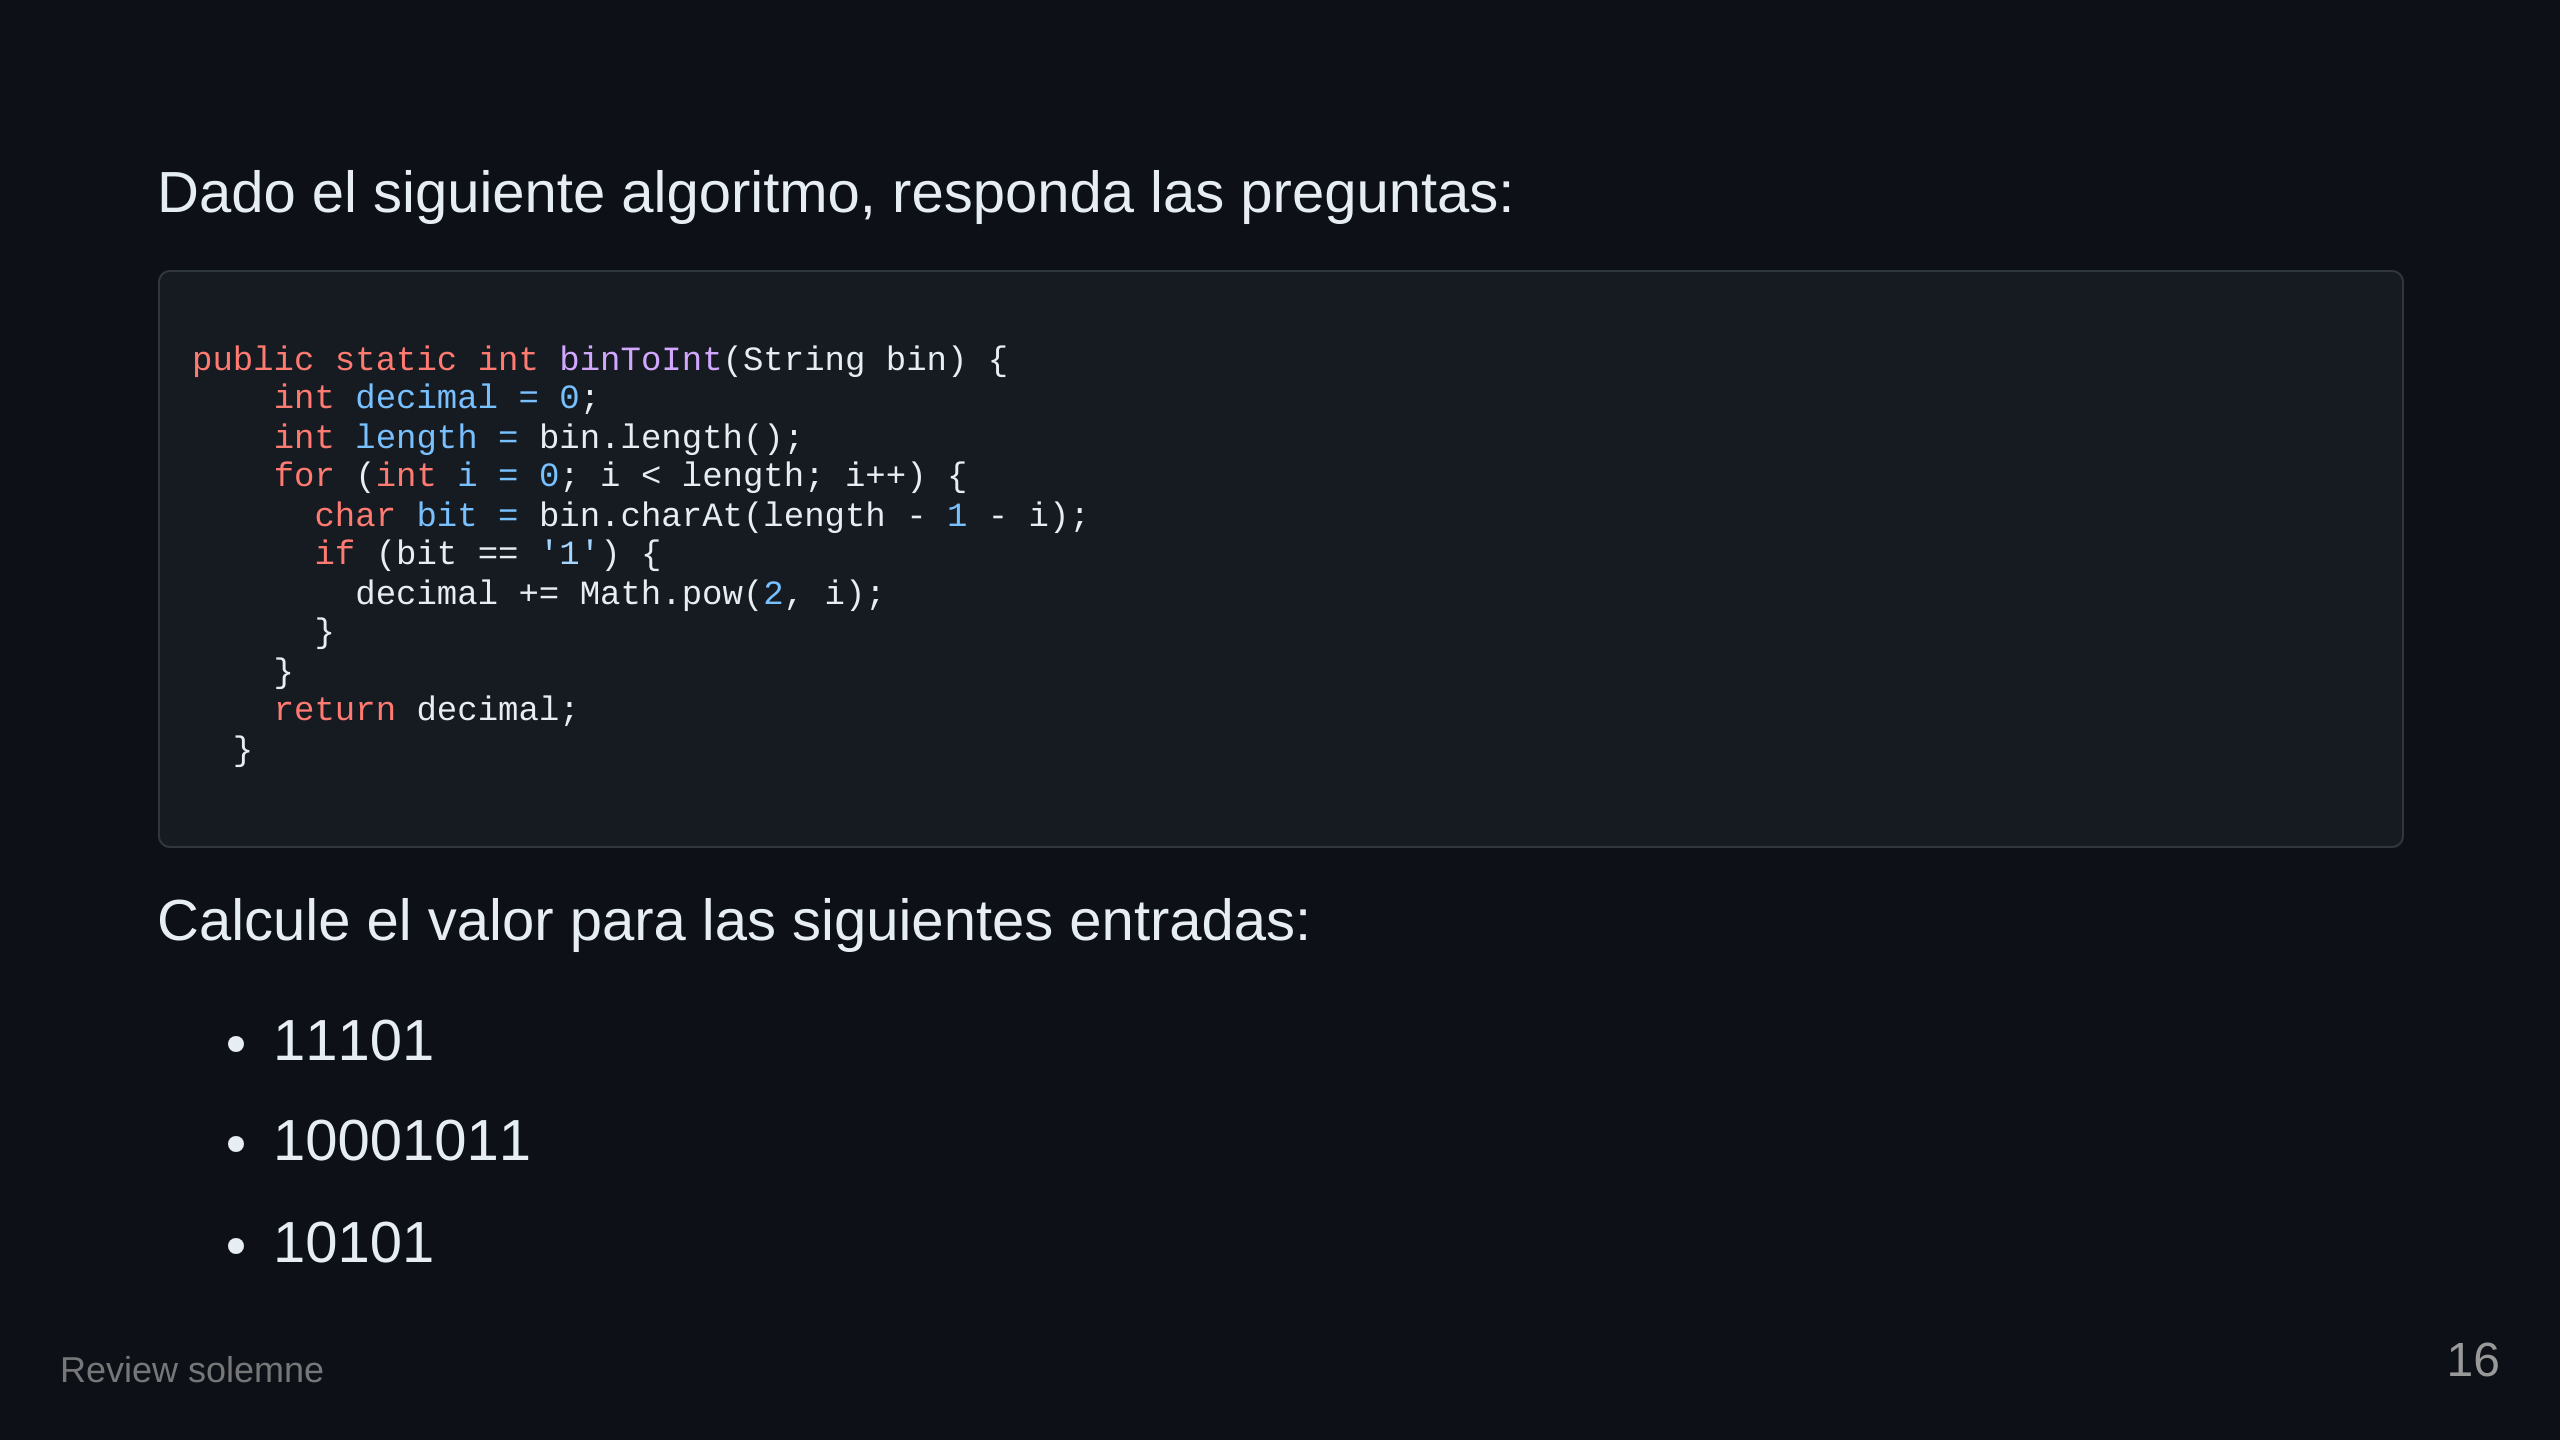 Dado el siguiente algoritmo, responda las preguntas:
public static int binToInt(String bin) {
    int decimal = 0;
    int length = bin.length();
    for (int i = 0; i < length; i++) {
      char bit = bin.charAt(length - 1 - i);
      if (bit == '1') {
        decimal += Math.pow(2, i);
      }
    }
    return decimal;
  }
Calcule el valor para las siguientes entradas:
• 11101
• 10001011
• 10101
Review solemne
16